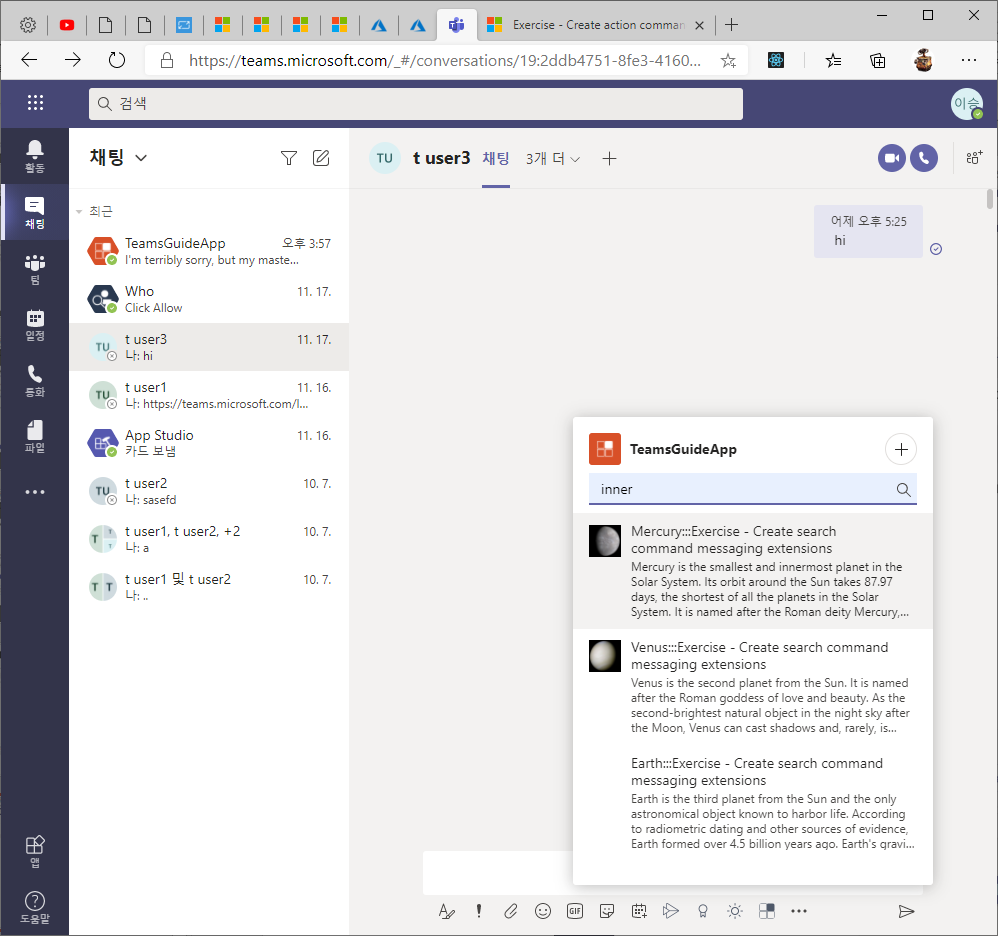 Exercise - Create action comman
https://teams.microsoft.com/_#/conversations/19:2ddb4751-8fe3-4160...
검색
이승
활동
채팅
팀
일정
통화
파일
앱
도움말
채팅
최근
TeamsGuideApp 오후 3:57
I'm terribly sorry, but my maste...
Who 11. 17.
Click Allow
TU
t user3 11. 17.
나: hi
TU
t user1 11. 16.
나: https://teams.microsoft.com/l...
App Studio 11. 16.
카드 보냄
TU
t user2 10. 7.
나: sasefd
T T T
t user1, t user2, +2 10. 7.
나: a
T T
t user1 및 t user2 10. 7.
나: ..
TU t user3 채팅 3개 더
어제 오후 5:25
hi
TeamsGuideApp
inner
Mercury:::Exercise - Create search
command messaging extensions
Mercury is the smallest and innermost planet in the
Solar System. Its orbit around the Sun takes 87.97
days, the shortest of all the planets in the Solar
System. It is named after the Roman deity Mercury,...
Venus:::Exercise - Create search command
messaging extensions
Venus is the second planet from the Sun. It is named
after the Roman goddess of love and beauty. As the
second-brightest natural object in the night sky after
the Moon, Venus can cast shadows and, rarely, is...
Earth:::Exercise - Create search command
messaging extensions
Earth is the third planet from the Sun and the only
astronomical object known to harbor life. According
to radiometric dating and other sources of evidence,
Earth formed over 4.5 billion years ago. Earth's gravi...
GIF